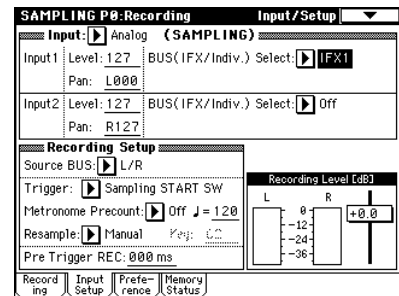 SAMPLING P0:Recording Input/Setup
Input: Analog (SAMPLING)
Input1 Level: 127 BUS(IFX/Indiv.) Select: IFX1
Pan: L000
Input2 Level: 127 BUS(IFX/Indiv.) Select: Off
Pan: R127
Recording Setup
Source BUS: L/R
Trigger: Sampling START SW
Metronome Precount: Off ♩=120
Resample: Manual Key:
Pre Trigger REC: 000 ms
Recording Level [dB]
L R
0 +0.0
-12
-24
-36
Record ing Input Setup Prefe- rence Memory Status